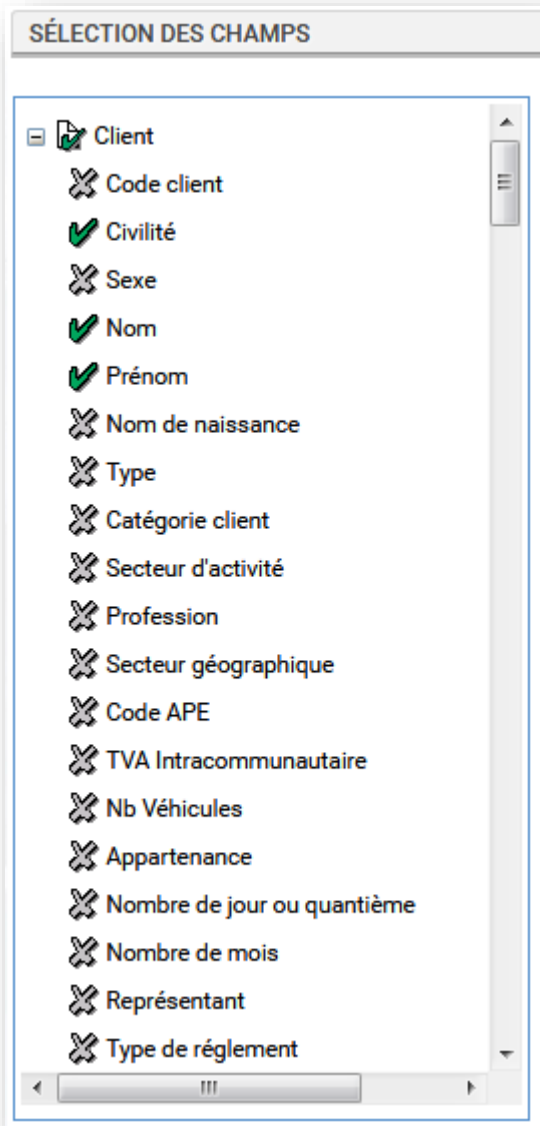 SÉLECTION DES CHAMPS
Client
Code client
Civilité
Sexe
Nom
Prénom
Nom de naissance
Type
Catégorie client
Secteur d'activité
Profession
Secteur géographique
Code APE
TVA Intracommunautaire
Nb Véhicules
Appartenance
Nombre de jour ou quantième
Nombre de mois
Représentant
Type de réglement